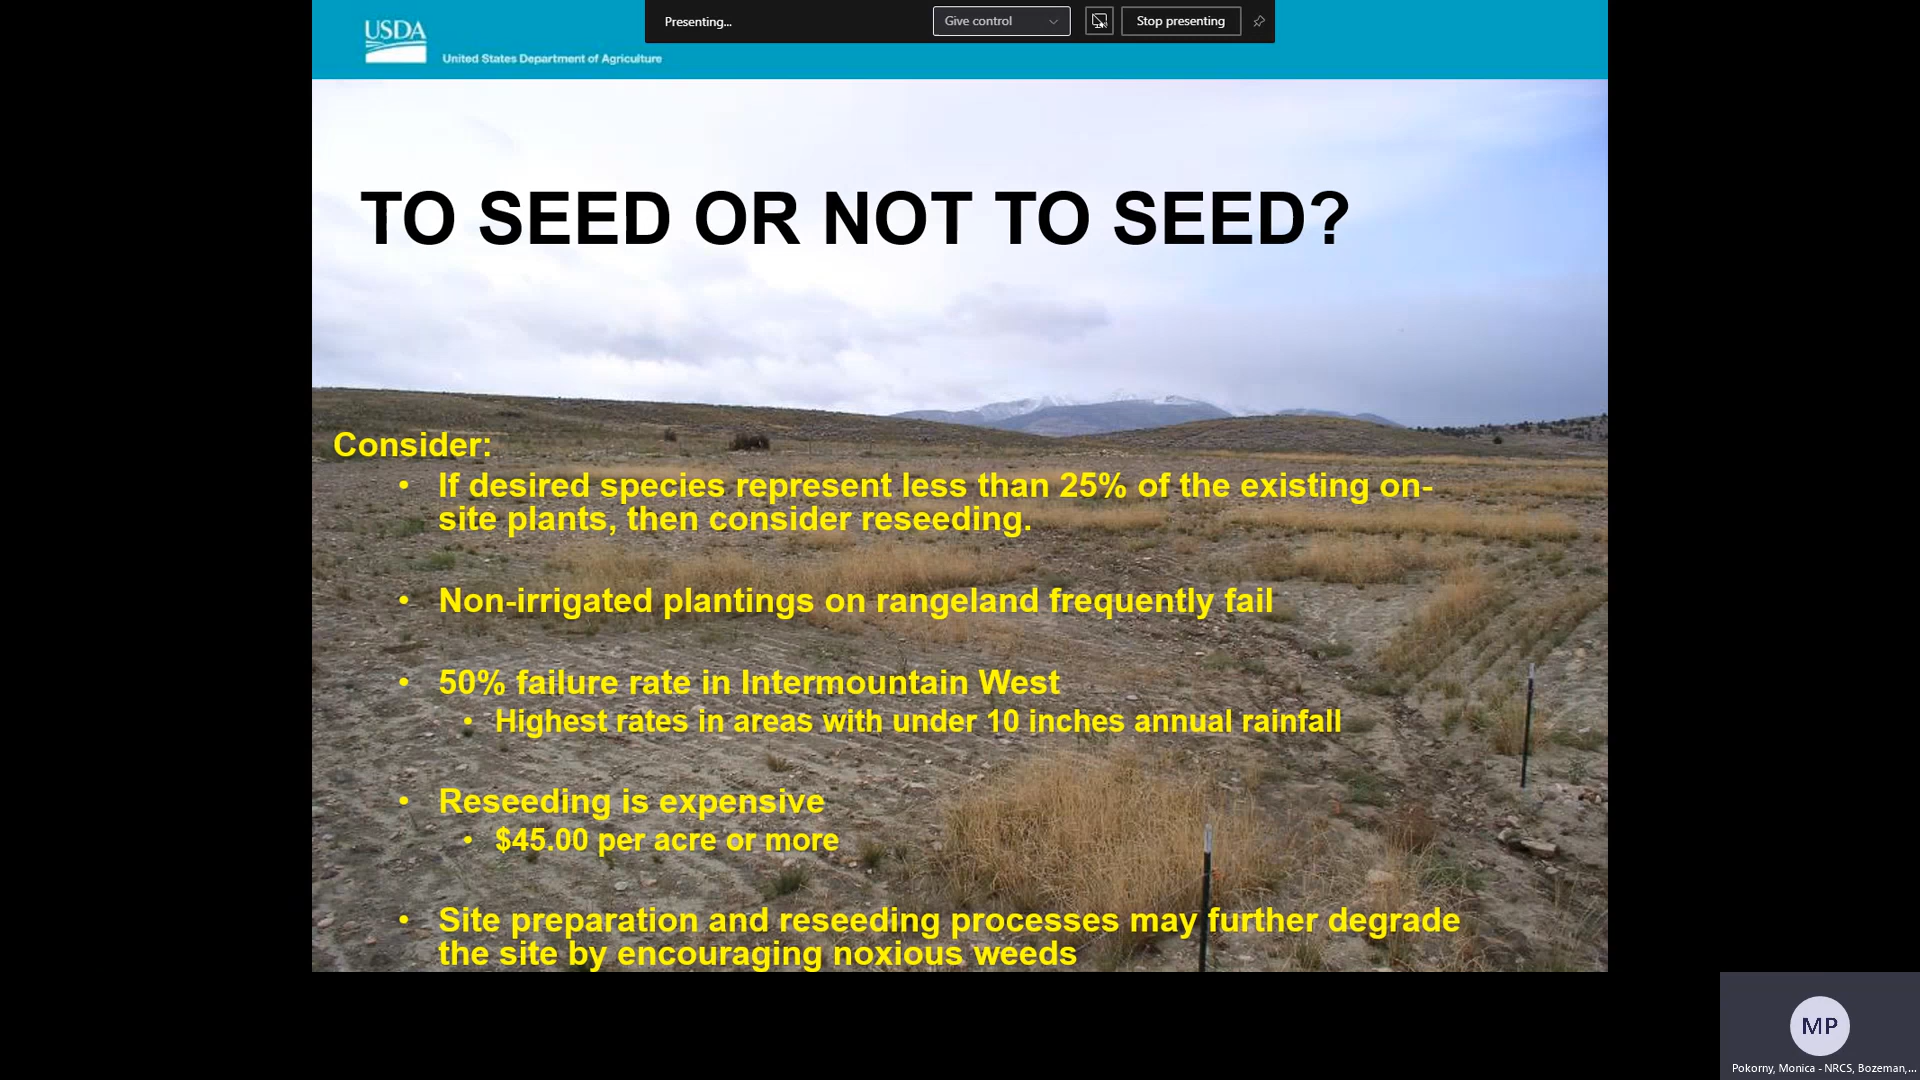 Presenting...
Give control
Stop presenting
USDA
United States Department of Agriculture
TO SEED OR NOT TO SEED?
Consider:
• If desired species represent less than 25% of the existing on-
site plants, then consider reseeding.
• Non-irrigated plantings on rangeland frequently fail
• 50% failure rate in Intermountain West
• Highest rates in areas with under 10 inches annual rainfall
• Reseeding is expensive
• $45.00 per acre or more
• Site preparation and reseeding processes may further degrade
the site by encouraging noxious weeds
MP
Pokorny, Monica - NRCS, Bozeman,...